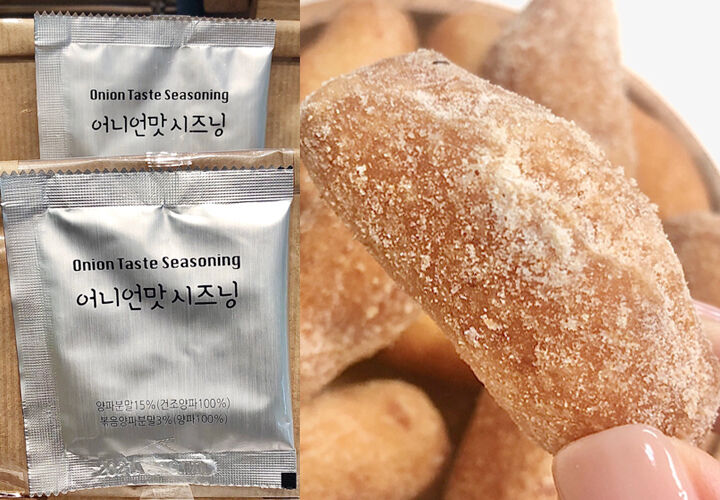 Onion Taste Seasoning
어니언맛 시즈닝
Onion Taste Seasoning
어니언맛 시즈닝
양파분말15%(건조양파100%)
볶음양파분말3%(양파100%)